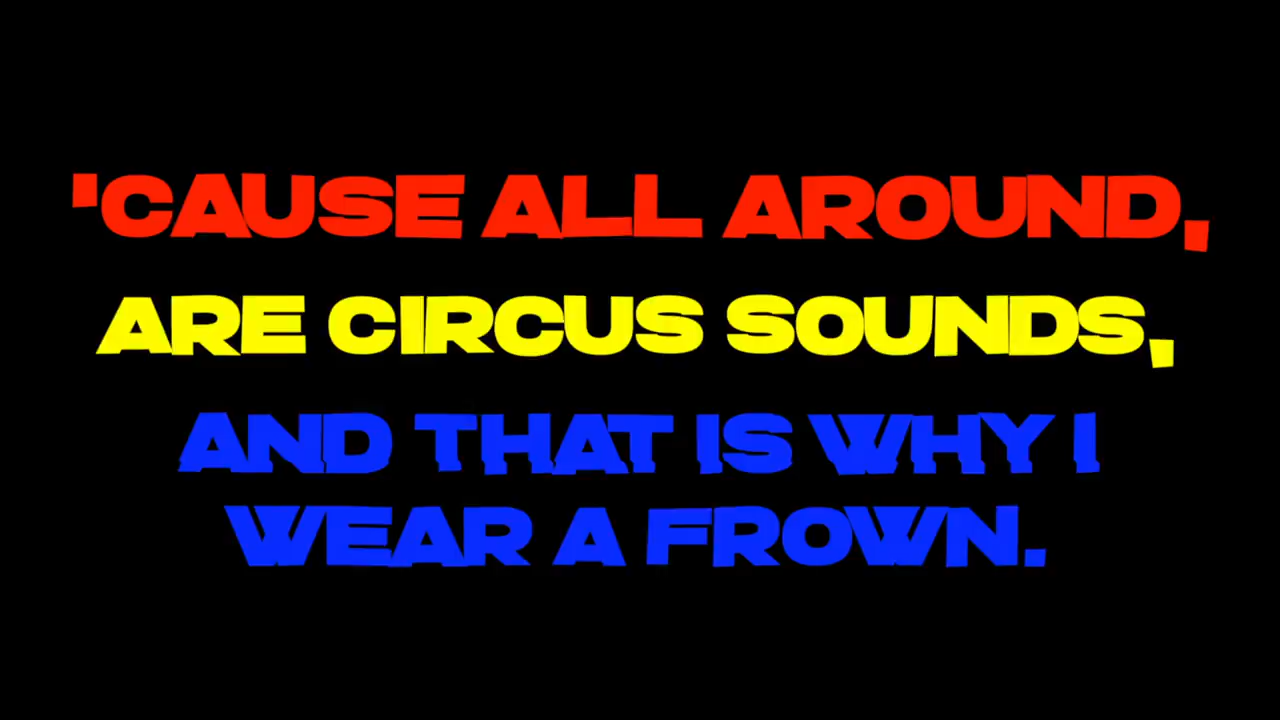 'CAUSE ALL AROUND,
ARE CIRCUS SOUNDS,
AND THAT IS WHY I
WEAR A FROWN.